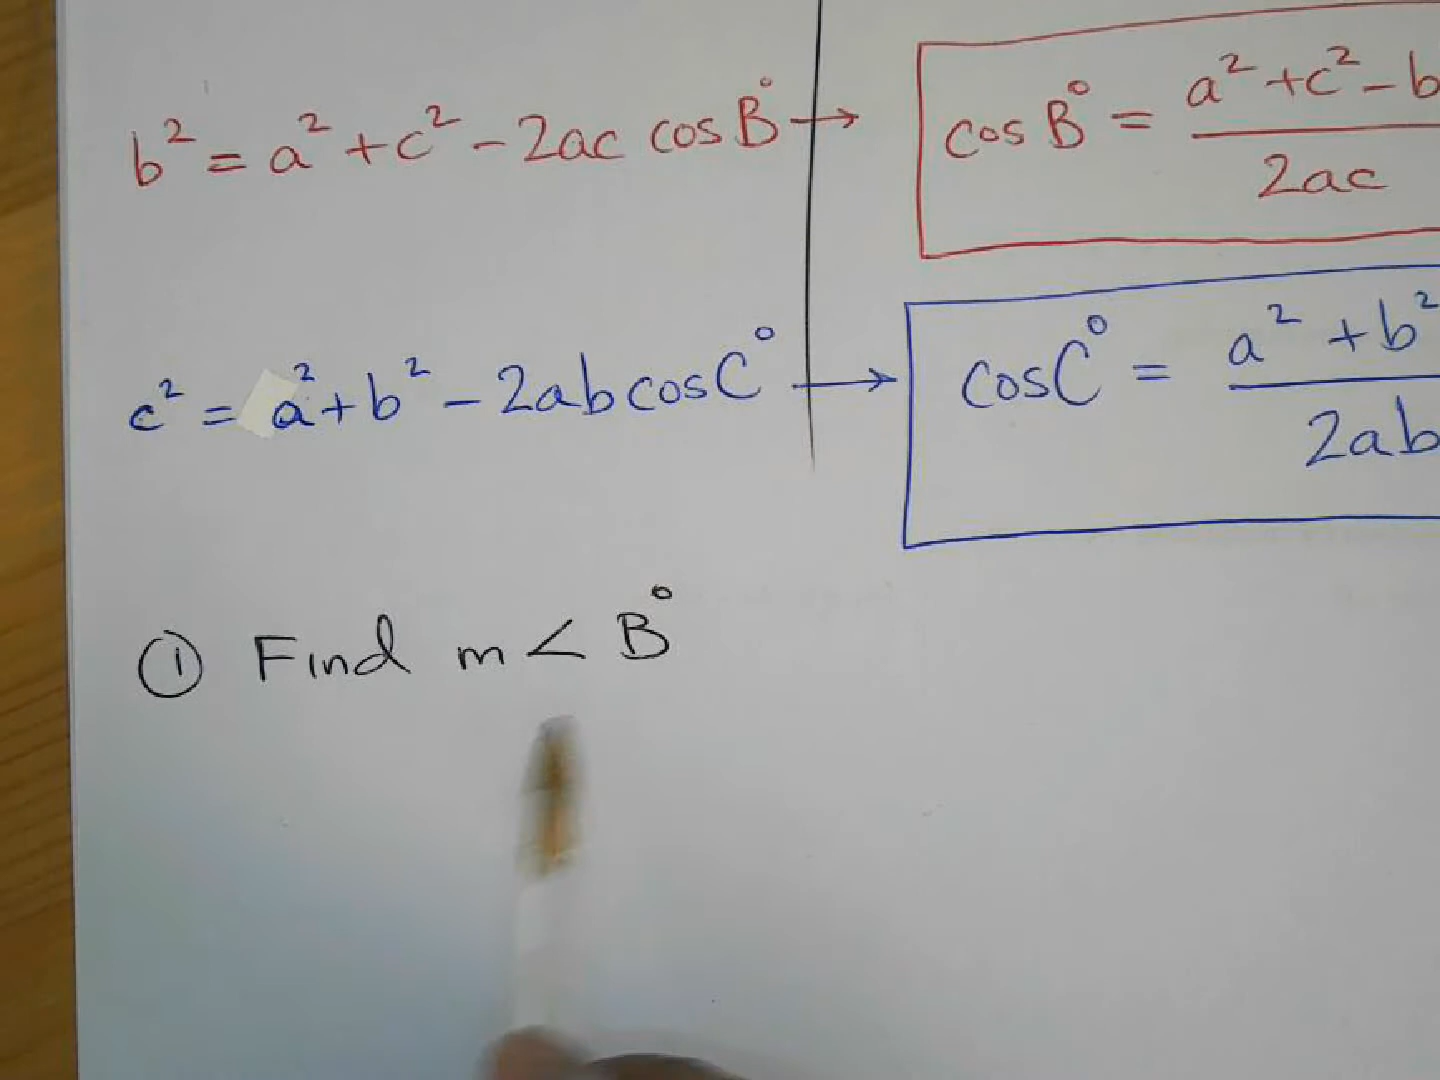 b² = a² + c² - 2ac cos B° → cos B° = a² + c² - b / 2ac
c² = a² + b² - 2ab cos C° → cos C° = a² + b² / 2ab
① Find m < B°